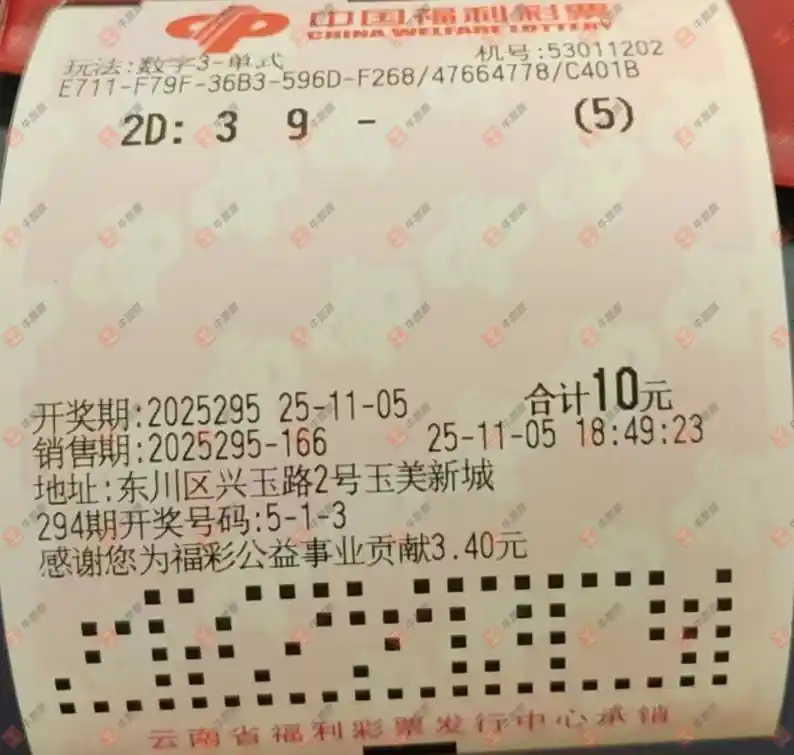 中国福利彩票
CHINA WELFARE LOTTERY
玩法:数字3-单式 机号:53011202
E711-F79F-36B3-596D-F268/47664778/C401B
2D: 3 9 - (5)
开奖期:2025295 25-11-05 合计10元
销售期:2025295-166 25-11-05 18:49:23
地址:东川区兴玉路2号玉美新城
294期开奖号码:5-1-3
感谢您为福彩公益事业贡献3.40元
云南省福利彩票发行中心承销